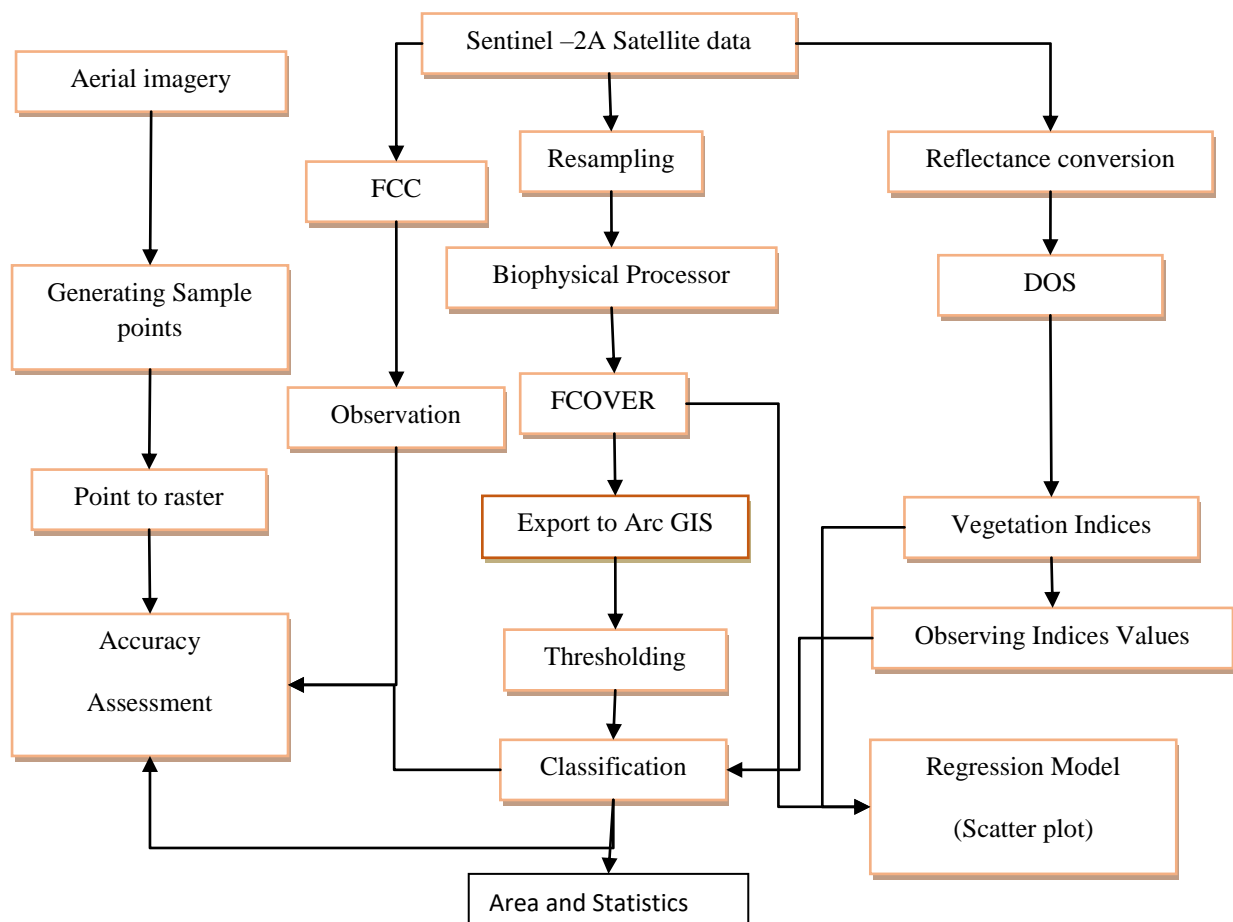 Sentinel –2A Satellite data
Aerial imagery
Resampling
Reflectance conversion
FCC
Biophysical Processor
DOS
Generating Sample
points
FCOVER
Observation
Point to raster
Export to Arc GIS
Vegetation Indices
Accuracy
Assessment
Thresholding
Observing Indices Values
Classification
Regression Model
(Scatter plot)
Area and Statistics